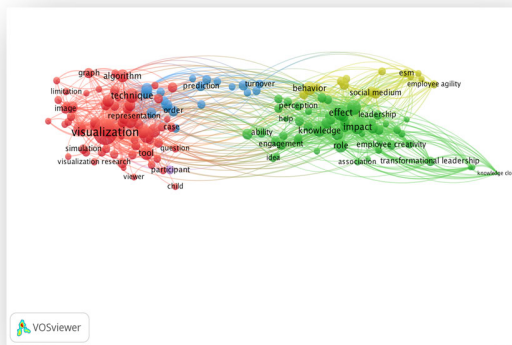 graph
algorithm
limitation
technique
image
representation
order
case
visualization
simulation
tool
question
visualization research
participant
viewer
child
prediction
turnover
behavior
esm
employee agility
social medium
perception
effect
leadership
help
impact
ability
knowledge
engagement
role
employee creativity
idea
association
transformational leadership
knowledge clo
VOSviewer